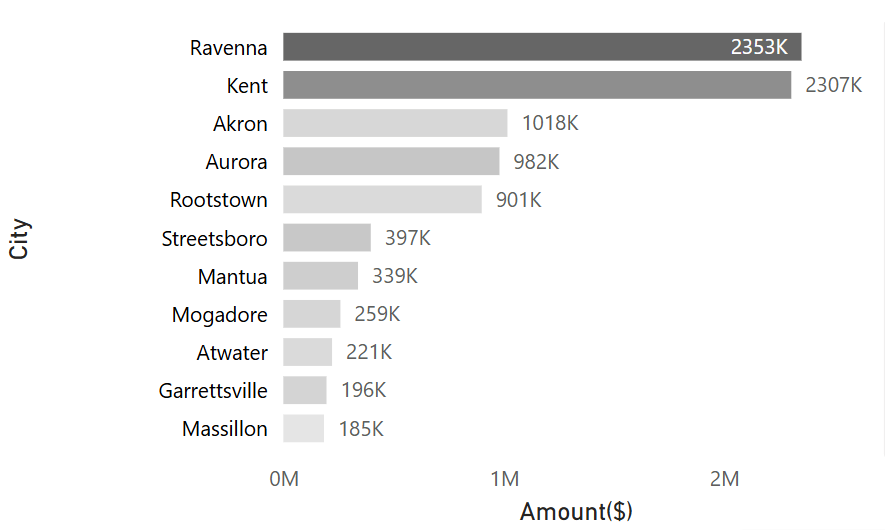 Ravenna 2353K
Kent 2307K
Akron 1018K
Aurora 982K
Rootstown 901K
Streetsboro 397K
Mantua 339K
Mogadore 259K
Atwater 221K
Garrettsville 196K
Massillon 185K
City
0M 1M 2M
Amount($)